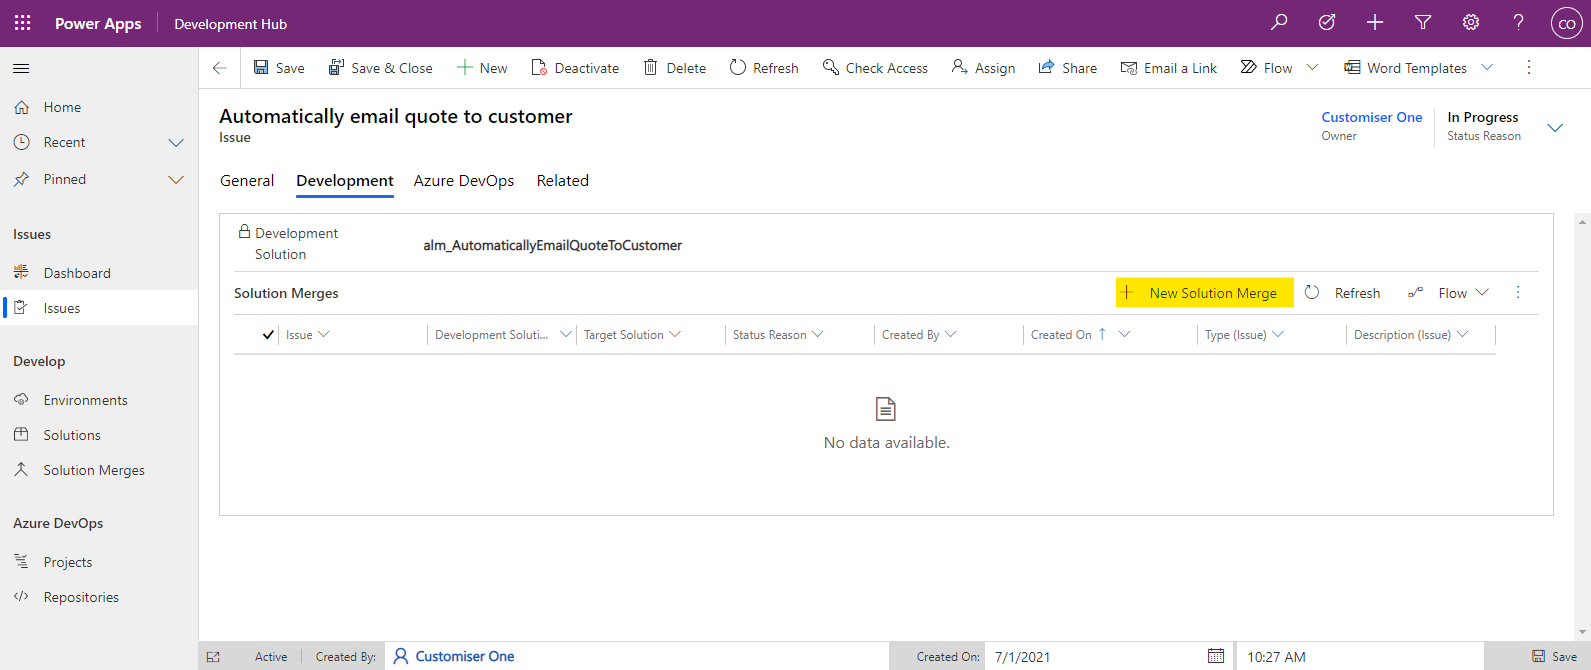 Power Apps
Development Hub
CO
Save
Save & Close
New
Deactivate
Delete
Refresh
Check Access
Assign
Share
Email a Link
Flow
Word Templates
Home
Recent
Pinned
Issues
Dashboard
Issues
Develop
Environments
Solutions
Solution Merges
Azure DevOps
Projects
Repositories
Automatically email quote to customer
Issue
Customiser One
Owner
In Progress
Status Reason
General
Development
Azure DevOps
Related
Development
Solution
alm_AutomaticallyEmailQuoteToCustomer
Solution Merges
New Solution Merge
Refresh
Flow
Issue
Development Soluti...
Target Solution
Status Reason
Created By
Created On
Type (Issue)
Description (Issue)
No data available.
Active
Created By:
Customiser One
Created On:
7/1/2021
10:27 AM
Save